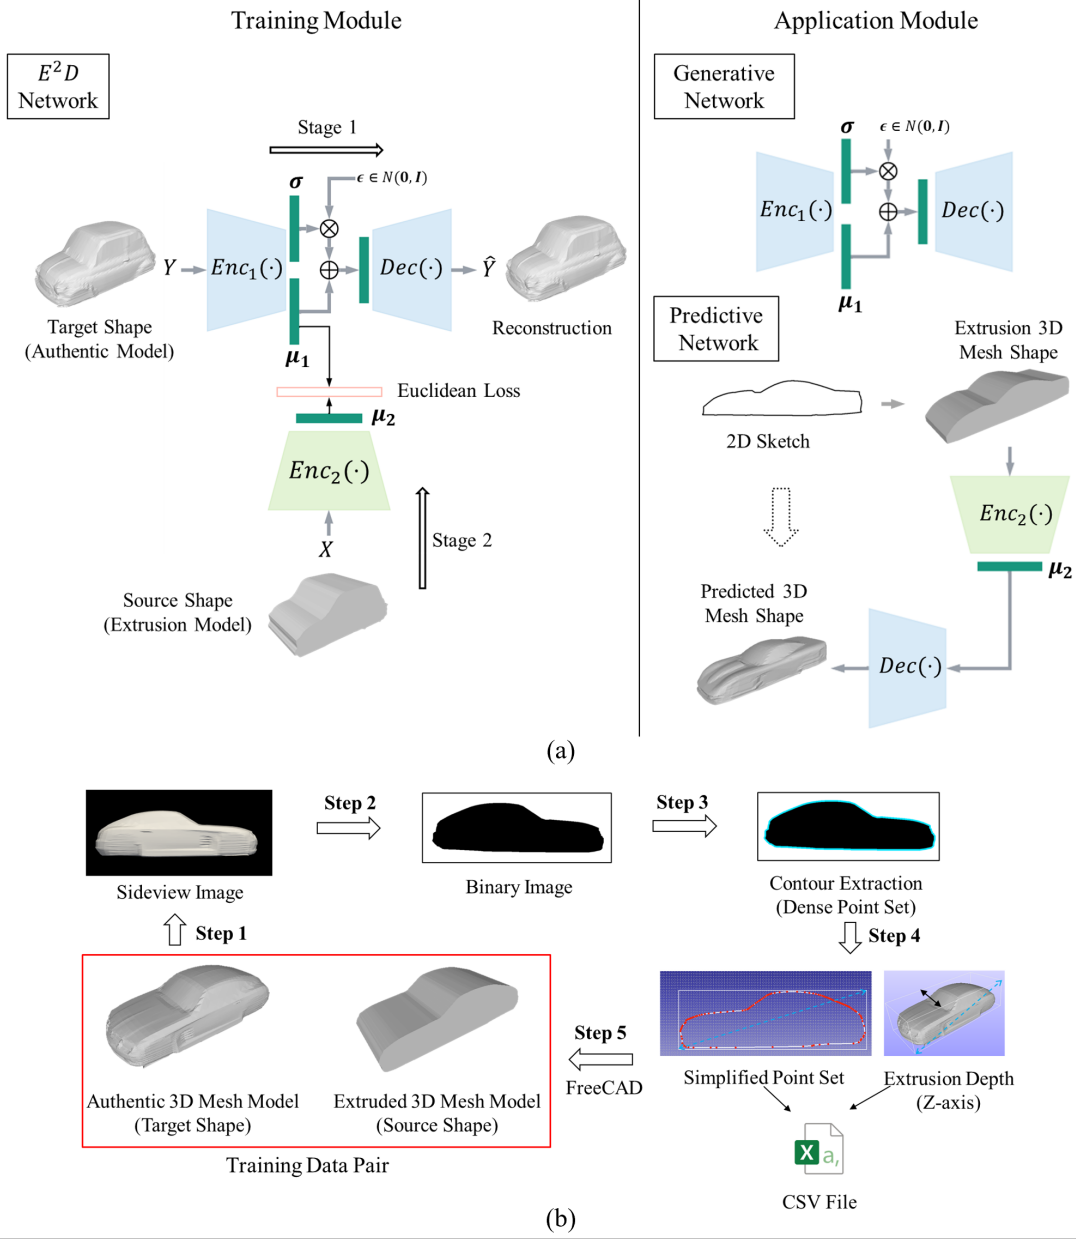 Training Module
E²D
Network
Stage 1
σ
ϵ ∈ N(0, I)
Enc₁(·)
Dec(·)
Y
Ŷ
Target Shape
(Authentic Model)
Reconstruction
μ₁
Euclidean Loss
μ₂
Enc₂(·)
X
Stage 2
Source Shape
(Extrusion Model)
Application Module
Generative
Network
σ
ϵ ∈ N(0, I)
Enc₁(·)
Dec(·)
μ₁
Predictive
Network
Extrusion 3D
Mesh Shape
2D Sketch
Enc₂(·)
μ₂
Predicted 3D
Mesh Shape
Dec(·)
(a)
Step 2
Step 3
Sideview Image
Binary Image
Contour Extraction
(Dense Point Set)
Step 1
Step 4
Step 5
FreeCAD
Simplified Point Set
Extrusion Depth
(Z-axis)
Authentic 3D Mesh Model
(Target Shape)
Extruded 3D Mesh Model
(Source Shape)
Training Data Pair
X a,
CSV File
(b)